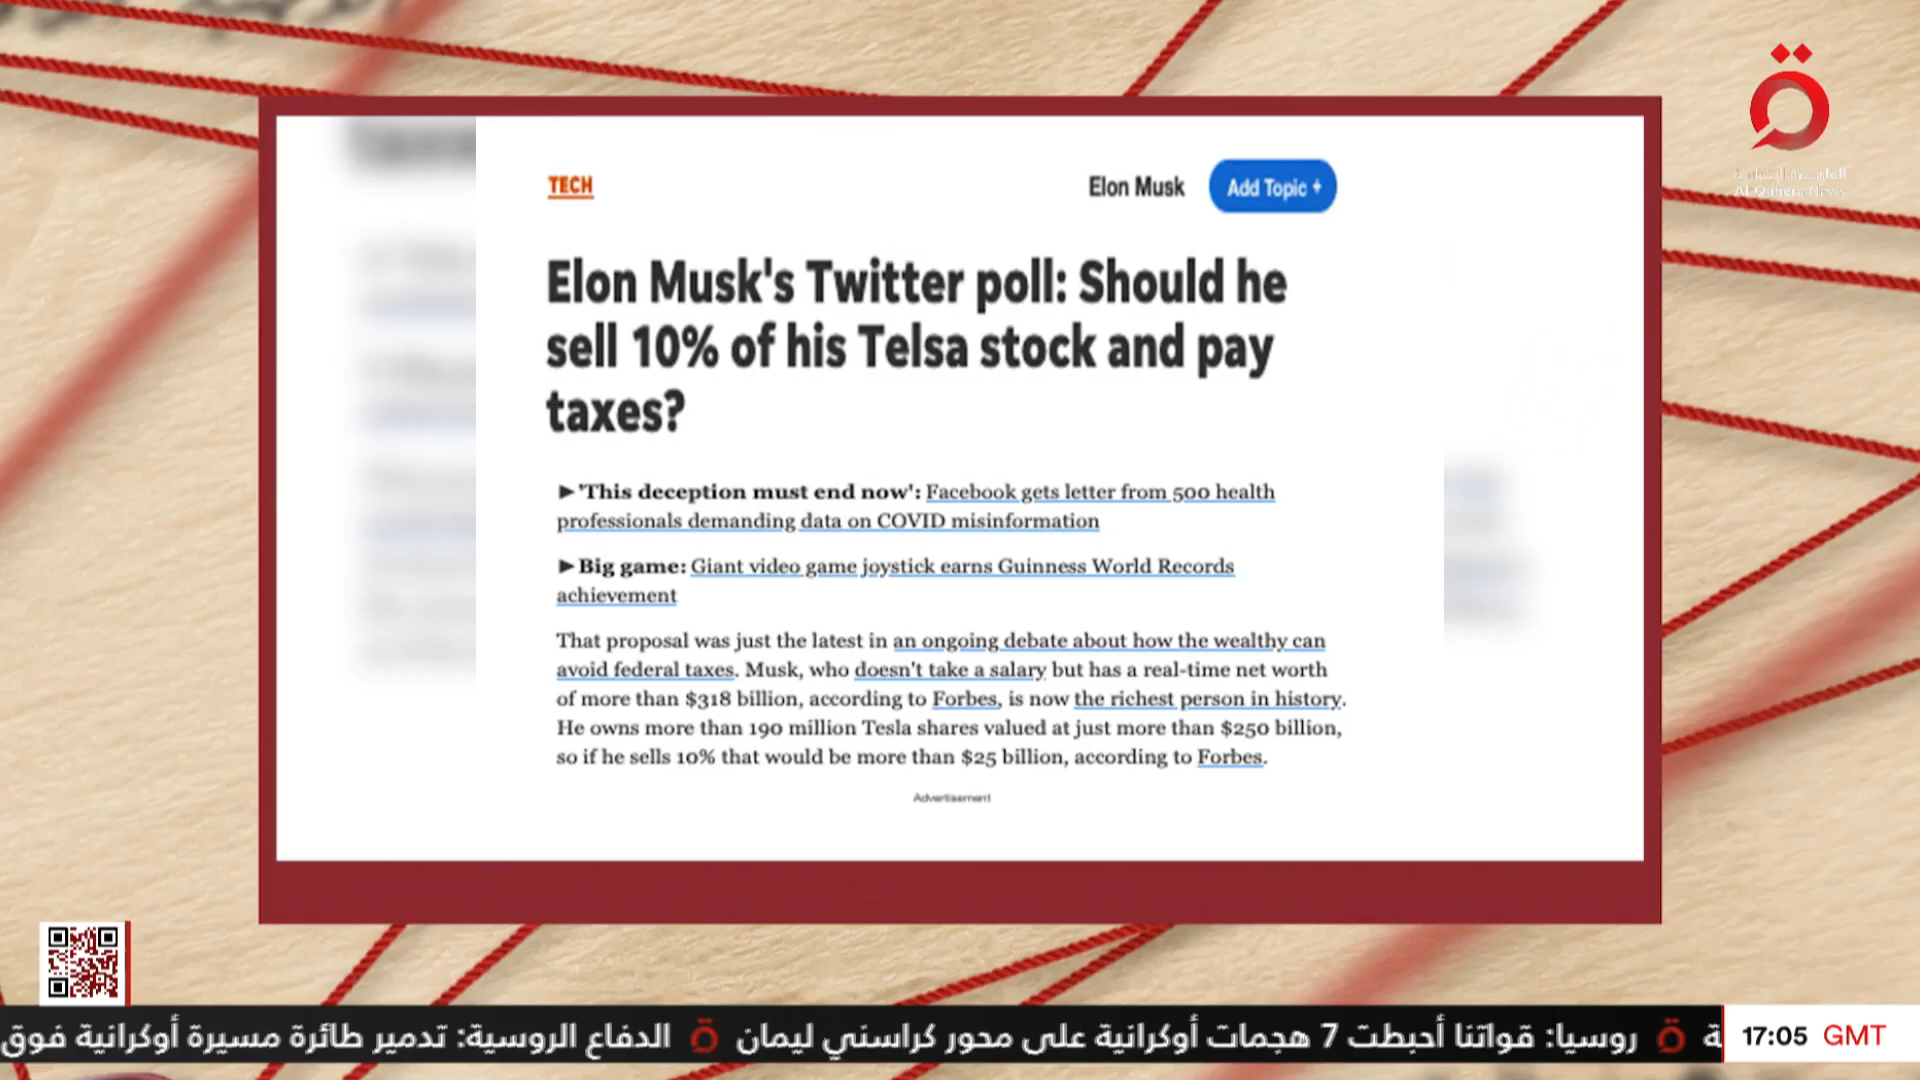 القاهرة الإخبارية
Al Qahera News
TECH
Elon Musk
Add Topic +
Elon Musk's Twitter poll: Should he
sell 10% of his Telsa stock and pay
taxes?
►'This deception must end now': Facebook gets letter from 500 health
professionals demanding data on COVID misinformation
►Big game: Giant video game joystick earns Guinness World Records
achievement
That proposal was just the latest in an ongoing debate about how the wealthy can
avoid federal taxes. Musk, who doesn't take a salary but has a real-time net worth
of more than $318 billion, according to Forbes, is now the richest person in history.
He owns more than 190 million Tesla shares valued at just more than $250 billion,
so if he sells 10% that would be more than $25 billion, according to Forbes.
Advertisement
روسيا: قواتنا أحبطت 7 هجمات أوكرانية على محور كراسني ليمان الدفاع الروسية: تدمير طائرة مسيرة أوكرانية فوق
17:05 GMT